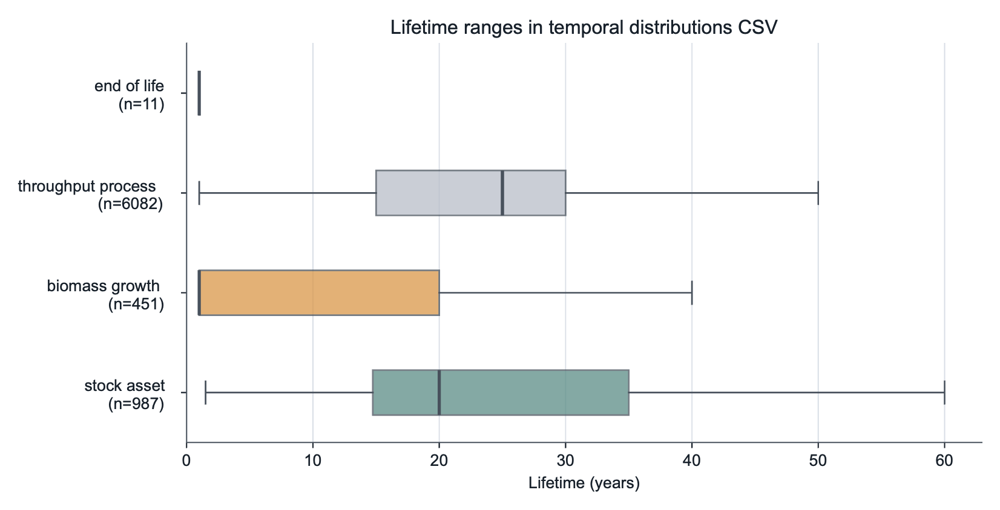 Lifetime ranges in temporal distributions CSV
end of life
(n=11)
throughput process
(n=6082)
biomass growth
(n=451)
stock asset
(n=987)
0 10 20 30 40 50 60
Lifetime (years)